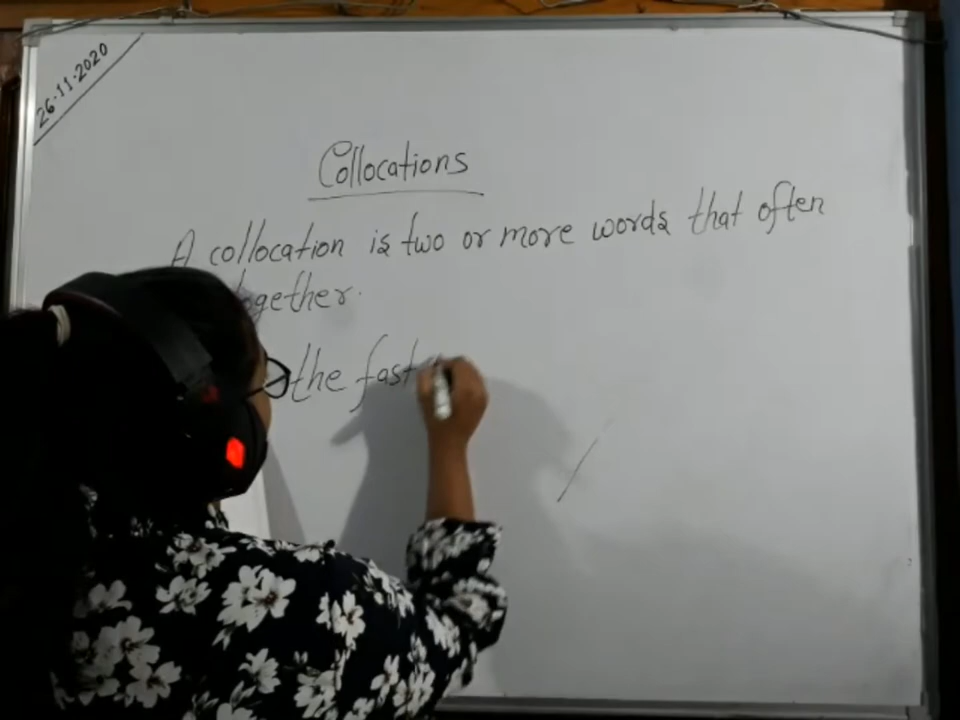 26.11.2020
Collocations
A collocation is two or more words that often
together.
the fast